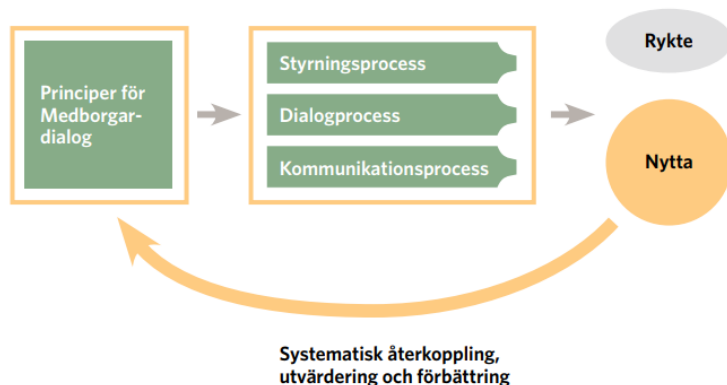 Principer för
Medborgar-
dialog
Styrningsprocess
Dialogprocess
Kommunikationsprocess
Rykte
Nytta
Systematisk återkoppling,
utvärdering och förbättring